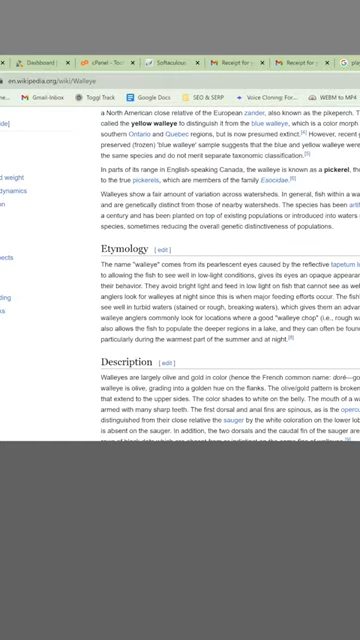 Dashboard |
cPanel - Tool
Softaculous
Receipt for y
Receipt for y
play
en.wikipedia.org/wiki/Walleye
ne...
Gmail-Inbox
Toggl Track
Google Docs
SEO & SERP
Voice Cloning: For...
WEBM to MP4
ide]
d weight
dynamics
on
pects
ding
ks
a North American close relative of the European zander, also known as the pikeperch. T
called the yellow walleye to distinguish it from the blue walleye, which is a color morph
southern Ontario and Quebec regions, but is now presumed extinct.[4] However, recent g
preserved (frozen) 'blue walleye' sample suggests that the blue and yellow walleye were
the same species and do not merit separate taxonomic classification.[5]
In parts of its range in English-speaking Canada, the walleye is known as a pickerel, tho
to the true pickerels, which are members of the family Esocidae.[6]
Walleyes show a fair amount of variation across watersheds. In general, fish within a wa
and are genetically distinct from those of nearby watersheds. The species has been artif
a century and has been planted on top of existing populations or introduced into waters
species, sometimes reducing the overall genetic distinctiveness of populations.
Etymology [ edit ]
The name "walleye" comes from its pearlescent eyes caused by the reflective tapetum l
to allowing the fish to see well in low-light conditions, gives its eyes an opaque appearan
their behavior. They avoid bright light and feed in low light on fish that cannot see as wel
anglers look for walleyes at night since this is when major feeding efforts occur. The fish'
see well in turbid waters (stained or rough, breaking waters), which gives them an advan
walleye anglers commonly look for locations where a good "walleye chop" (i.e., rough wa
also allows the fish to populate the deeper regions in a lake, and they can often be foun
particularly during the warmest part of the summer and at night.[8]
Description [ edit ]
Walleyes are largely olive and gold in color (hence the French common name: doré—go
walleye is olive, grading into a golden hue on the flanks. The olive/gold pattern is broken
that extend to the upper sides. The color shades to white on the belly. The mouth of a wa
armed with many sharp teeth. The first dorsal and anal fins are spinous, as is the opercu
distinguished from their close relative the sauger by the white coloration on the lower lob
is absent on the sauger. In addition, the two dorsals and the caudal fin of the sauger are